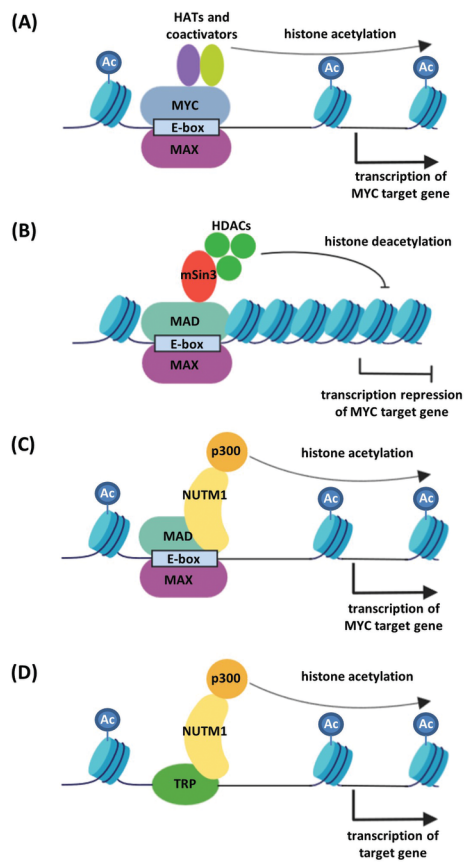 (A)
HATs and
coactivators
histone acetylation
Ac
Ac
Ac
MYC
E-box
MAX
transcription of
MYC target gene
(B)
HDACs
histone deacetylation
mSin3
MAD
E-box
MAX
transcription repression
of MYC target gene
(C)
p300
histone acetylation
Ac
NUTM1
Ac
Ac
MAD
E-box
MAX
transcription of
MYC target gene
(D)
p300
histone acetylation
Ac
NUTM1
Ac
Ac
TRP
transcription of
target gene